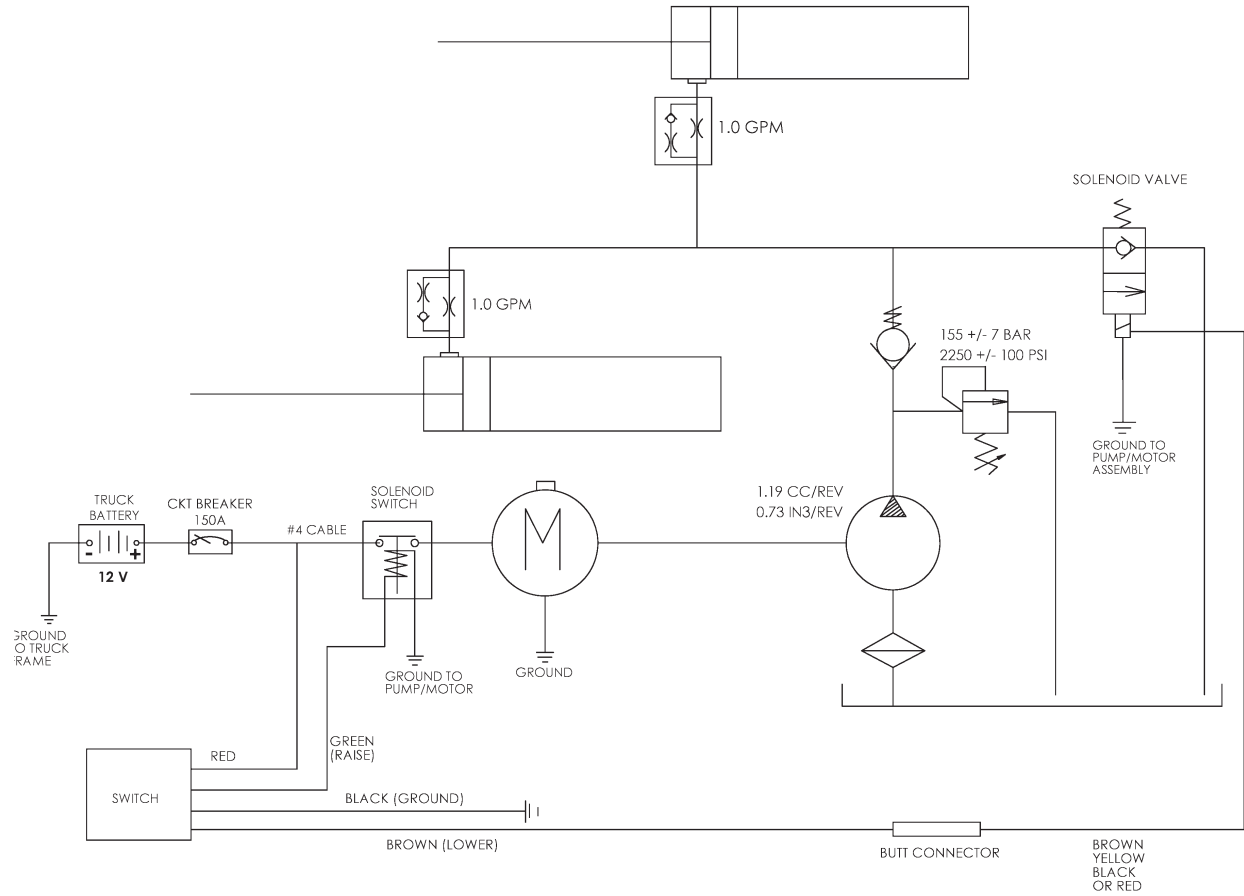 1.0 GPM
SOLENOID VALVE
1.0 GPM
155 +/- 7 BAR
2250 +/- 100 PSI
GROUND TO
PUMP/MOTOR
ASSEMBLY
TRUCK
BATTERY
CKT BREAKER
150A
#4 CABLE
SOLENOID
SWITCH
M
1.19 CC/REV
0.73 IN3/REV
- +
12 V
GROUND
O TRUCK
FRAME
GROUND TO
PUMP/MOTOR
GROUND
RED
GREEN
(RAISE)
SWITCH
BLACK (GROUND)
BROWN (LOWER)
BUTT CONNECTOR
BROWN
YELLOW
BLACK
OR RED